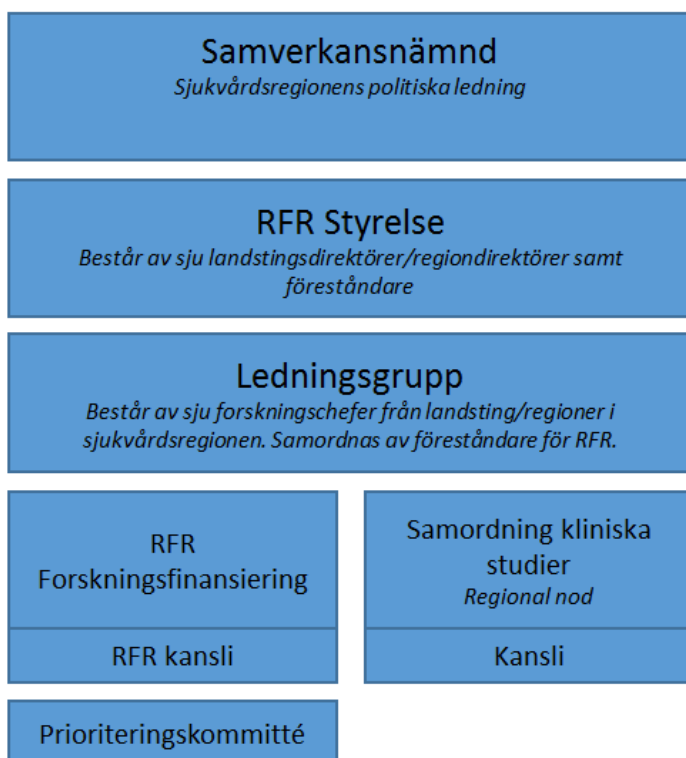 Samverkansnämnd
Sjukvårdsregionens politiska ledning
RFR Styrelse
Består av sju landstingsdirektörer/regiondirektörer samt
föreståndare
Ledningsgrupp
Består av sju forskningschefer från landsting/regioner i
sjukvårdsregionen. Samordnas av föreståndare för RFR.
RFR
Forskningsfinansiering
RFR kansli
Samordning kliniska
studier
Regional nod
Kansli
Prioriteringskommitté